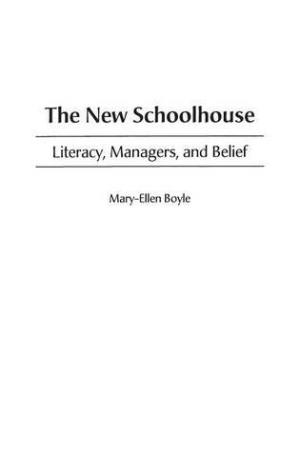 The New Schoolhouse
Literacy, Managers, and Belief
Mary-Ellen Boyle